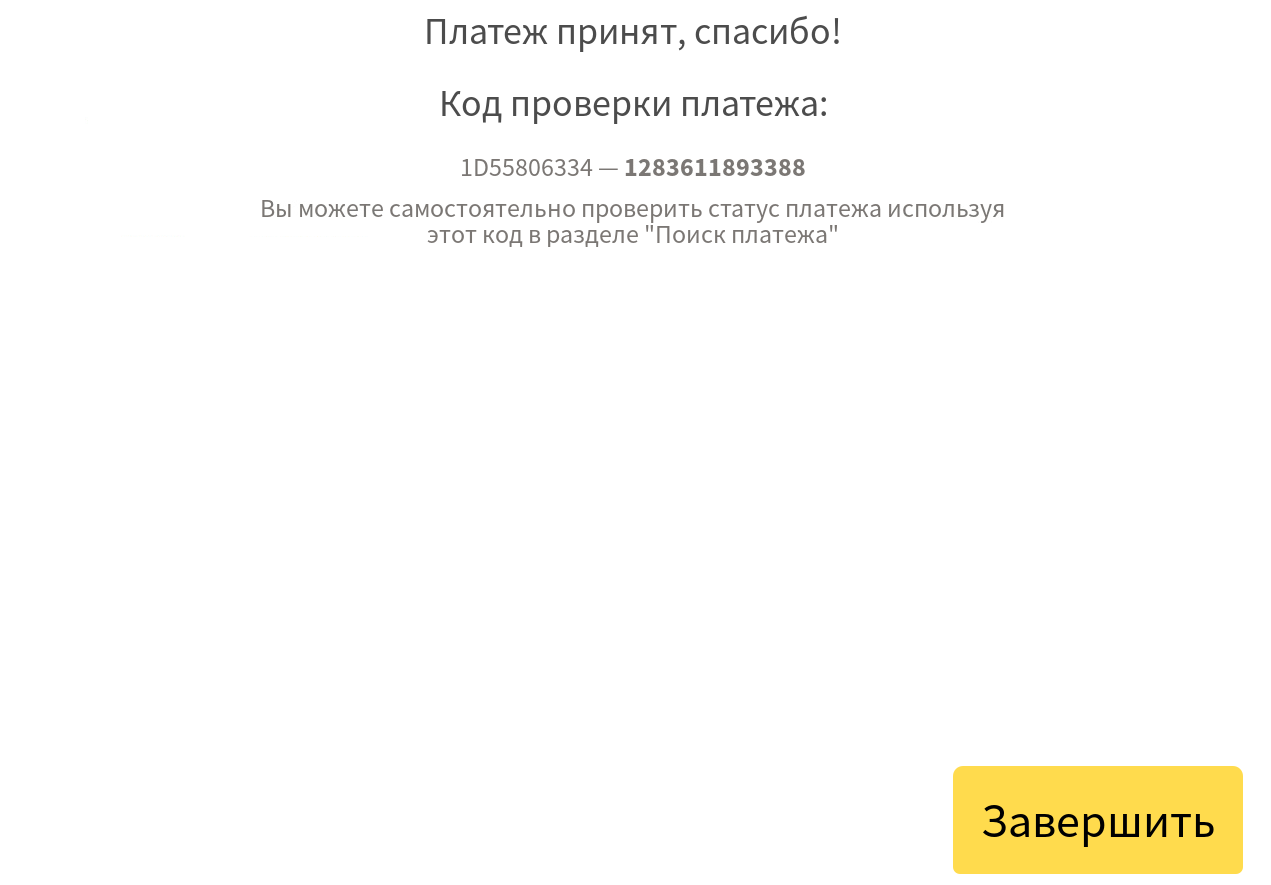 Платеж принят, спасибо!
Код проверки платежа:
1D55806334 — 1283611893388
Вы можете самостоятельно проверить статус платежа используя
этот код в разделе "Поиск платежа"
Завершить